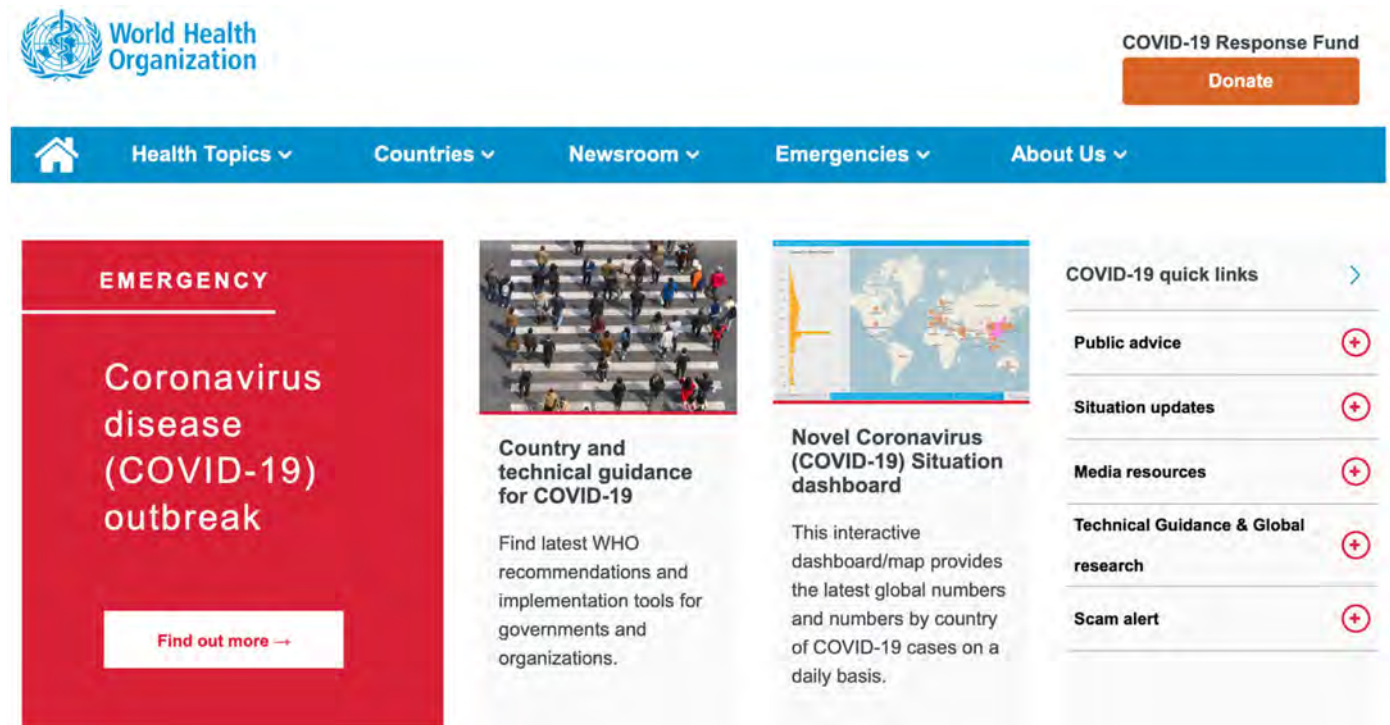 World Health
Organization
COVID-19 Response Fund
Donate
Health Topics
Countries
Newsroom
Emergencies
About Us
EMERGENCY
Coronavirus
disease
(COVID-19)
outbreak
Find out more →
Country and
technical guidance
for COVID-19
Find latest WHO
recommendations and
implementation tools for
governments and
organizations.
Novel Coronavirus
(COVID-19) Situation
dashboard
This interactive
dashboard/map provides
the latest global numbers
and numbers by country
of COVID-19 cases on a
daily basis.
COVID-19 quick links
Public advice
Situation updates
Media resources
Technical Guidance & Global
research
Scam alert